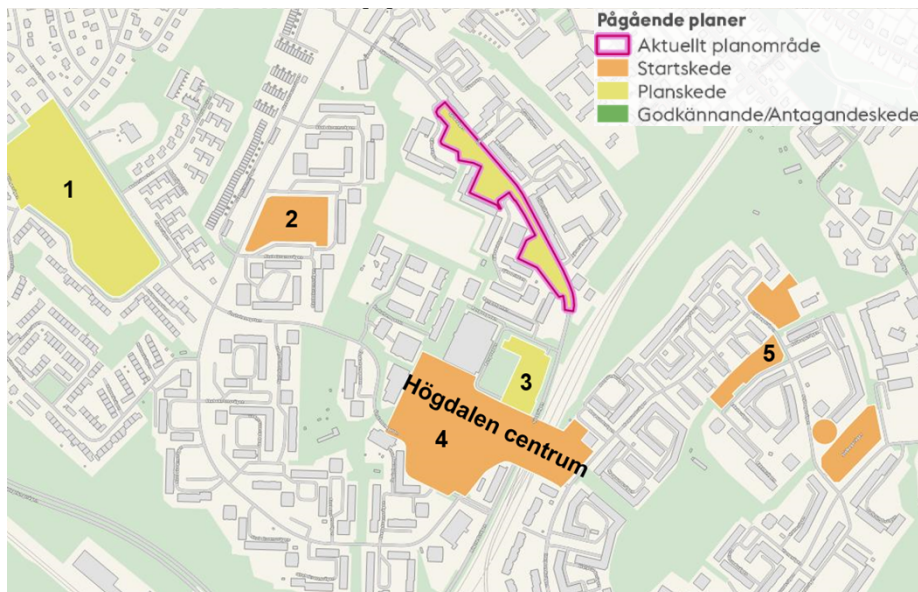 Pågående planer
Aktuellt planområde
Startskede
Planskede
Godkännande/Antagandeskede
1
2
3
Högdalen centrum
4
5